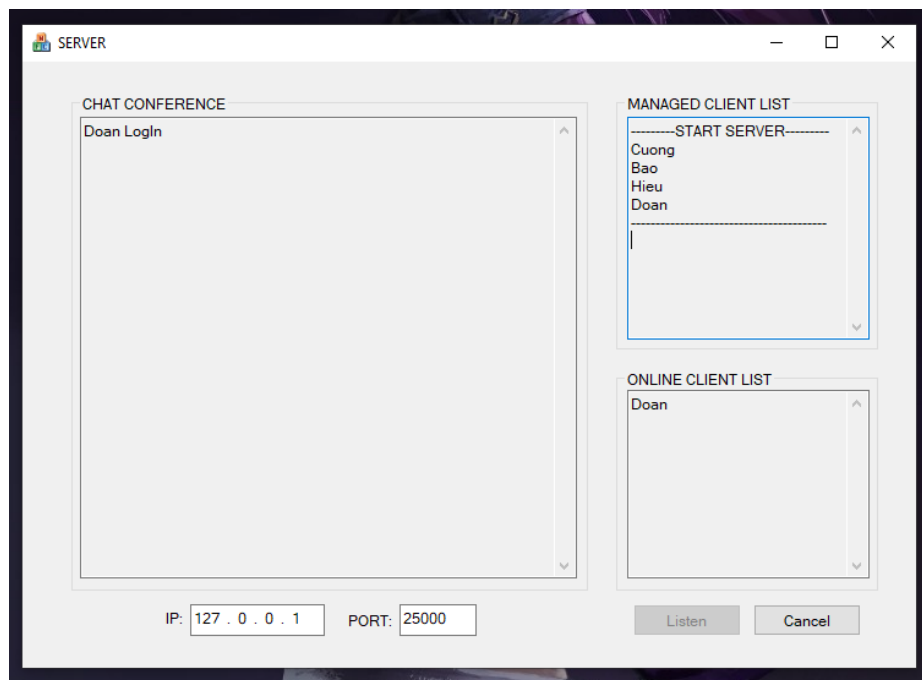 SERVER
CHAT CONFERENCE
Doan LogIn
MANAGED CLIENT LIST
---------START SERVER---------
Cuong
Bao
Hieu
Doan
----------------------------------------
ONLINE CLIENT LIST
Doan
IP: 127 . 0 . 0 . 1
PORT: 25000
Listen
Cancel